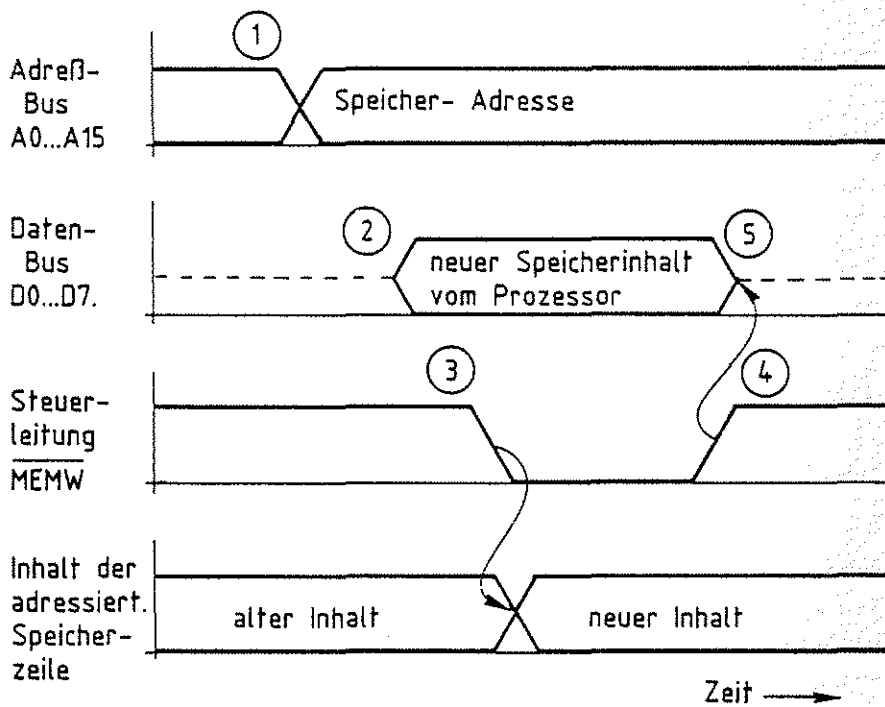 1
Adreß-
Bus
A0...A15
Speicher- Adresse
2
5
Daten-
Bus
D0...D7.
neuer Speicherinhalt
vom Prozessor
3
4
Steuer-
leitung
MEMW
Inhalt der
adressiert.
Speicher-
zeile
alter Inhalt
neuer Inhalt
Zeit